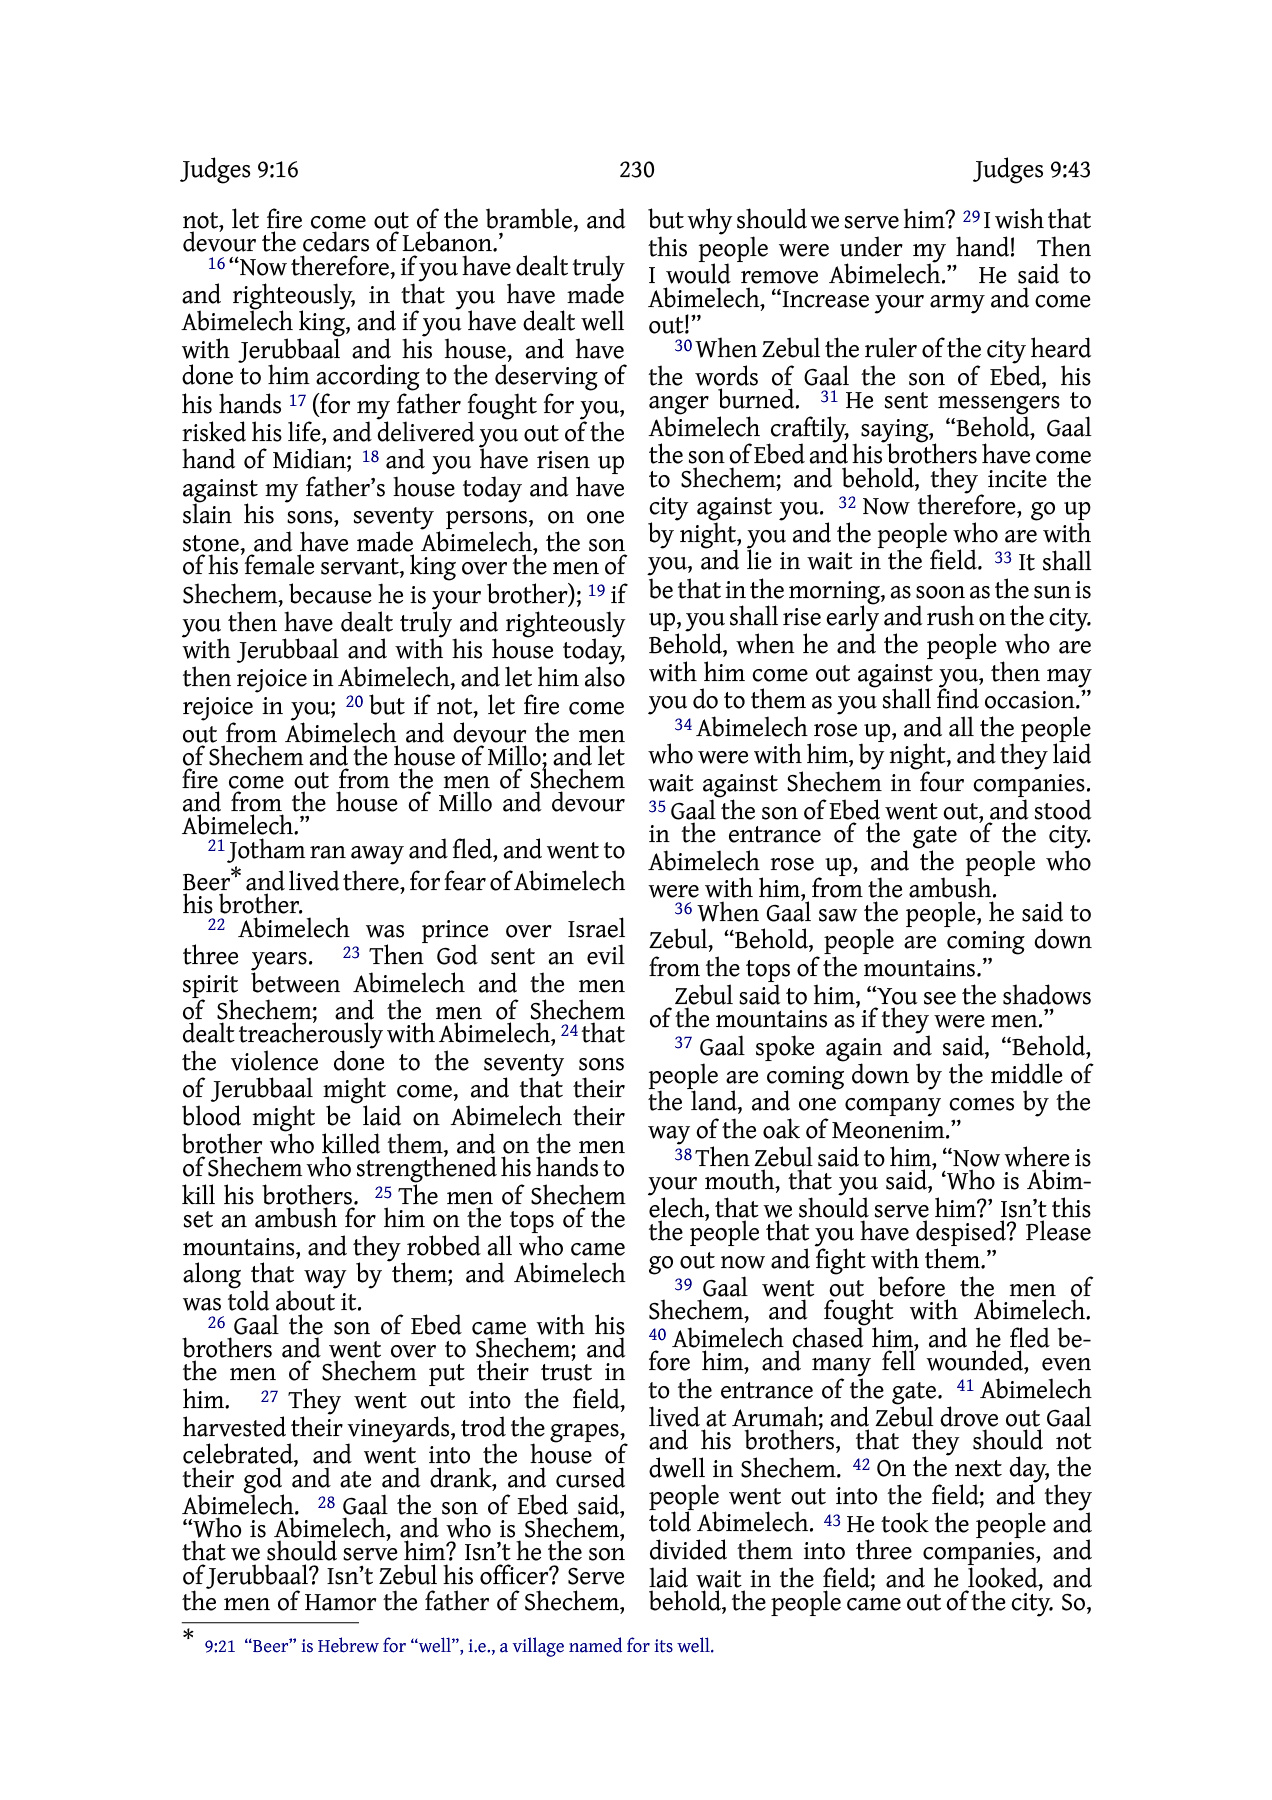 Judges 9:16 230 Judges 9:43
not, let fire come out of the bramble, and
devour the cedars of Lebanon.’
16 “Now therefore, if you have dealt truly
and righteously, in that you have made
Abimelech king, and if you have dealt well
with Jerubbaal and his house, and have
done to him according to the deserving of
his hands 17 (for my father fought for you,
risked his life, and delivered you out of the
hand of Midian; 18 and you have risen up
against my father’s house today and have
slain his sons, seventy persons, on one
stone, and have made Abimelech, the son
of his female servant, king over the men of
Shechem, because he is your brother); 19 if
you then have dealt truly and righteously
with Jerubbaal and with his house today,
then rejoice in Abimelech, and let him also
rejoice in you; 20 but if not, let fire come
out from Abimelech and devour the men
of Shechem and the house of Millo; and let
fire come out from the men of Shechem
and from the house of Millo and devour
Abimelech.”
21 Jotham ran away and fled, and went to
Beer* and lived there, for fear of Abimelech
his brother.
22 Abimelech was prince over Israel
three years. 23 Then God sent an evil
spirit between Abimelech and the men
of Shechem; and the men of Shechem
dealt treacherously with Abimelech, 24 that
the violence done to the seventy sons
of Jerubbaal might come, and that their
blood might be laid on Abimelech their
brother who killed them, and on the men
of Shechem who strengthened his hands to
kill his brothers. 25 The men of Shechem
set an ambush for him on the tops of the
mountains, and they robbed all who came
along that way by them; and Abimelech
was told about it.
26 Gaal the son of Ebed came with his
brothers and went over to Shechem; and
the men of Shechem put their trust in
him. 27 They went out into the field,
harvested their vineyards, trod the grapes,
celebrated, and went into the house of
their god and ate and drank, and cursed
Abimelech. 28 Gaal the son of Ebed said,
“Who is Abimelech, and who is Shechem,
that we should serve him? Isn’t he the son
of Jerubbaal? Isn’t Zebul his officer? Serve
the men of Hamor the father of Shechem,
but why should we serve him? 29 I wish that
this people were under my hand! Then
I would remove Abimelech.” He said to
Abimelech, “Increase your army and come
out!”
30 When Zebul the ruler of the city heard
the words of Gaal the son of Ebed, his
anger burned. 31 He sent messengers to
Abimelech craftily, saying, “Behold, Gaal
the son of Ebed and his brothers have come
to Shechem; and behold, they incite the
city against you. 32 Now therefore, go up
by night, you and the people who are with
you, and lie in wait in the field. 33 It shall
be that in the morning, as soon as the sun is
up, you shall rise early and rush on the city.
Behold, when he and the people who are
with him come out against you, then may
you do to them as you shall find occasion.”
34 Abimelech rose up, and all the people
who were with him, by night, and they laid
wait against Shechem in four companies.
35 Gaal the son of Ebed went out, and stood
in the entrance of the gate of the city.
Abimelech rose up, and the people who
were with him, from the ambush.
36 When Gaal saw the people, he said to
Zebul, “Behold, people are coming down
from the tops of the mountains.”
Zebul said to him, “You see the shadows
of the mountains as if they were men.”
37 Gaal spoke again and said, “Behold,
people are coming down by the middle of
the land, and one company comes by the
way of the oak of Meonenim.”
38 Then Zebul said to him, “Now where is
your mouth, that you said, ‘Who is Abim-
elech, that we should serve him?’ Isn’t this
the people that you have despised? Please
go out now and fight with them.”
39 Gaal went out before the men of
Shechem, and fought with Abimelech.
40 Abimelech chased him, and he fled be-
fore him, and many fell wounded, even
to the entrance of the gate. 41 Abimelech
lived at Arumah; and Zebul drove out Gaal
and his brothers, that they should not
dwell in Shechem. 42 On the next day, the
people went out into the field; and they
told Abimelech. 43 He took the people and
divided them into three companies, and
laid wait in the field; and he looked, and
behold, the people came out of the city. So,
* 9:21 “Beer” is Hebrew for “well”, i.e., a village named for its well.